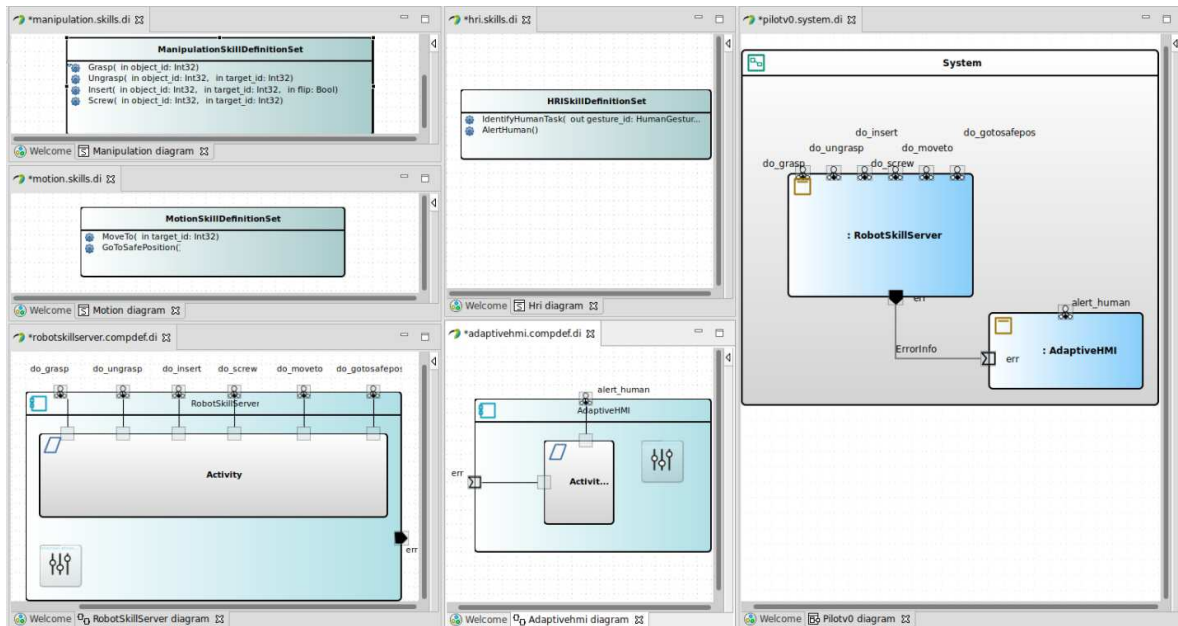 *manipulation.skills.di
ManipulationSkillDefinitionSet
Grasp( in object_id: Int32)
Ungrasp( in object_id: Int32, in target_id: Int32)
Insert( in object_id: Int32, in target_id: Int32, in flip: Bool)
Screw( in object_id: Int32, in target_id: Int32)
Welcome Manipulation diagram
*motion.skills.di
MotionSkillDefinitionSet
MoveTo( in target_id: Int32)
GoToSafePosition(
Welcome Motion diagram
*robotskillserver.compdef.di
do_grasp do_ungrasp do_insert do_screw do_moveto do_gotosafepos
RobotSkillServer
Activity
err
Welcome RobotSkillServer diagram
*hri.skills.di
HRISkillDefinitionSet
IdentifyHumanTask( out gesture_id: HumanGestur...
AlertHuman()
Welcome Hri diagram
*adaptivehmi.compdef.di
alert_human
AdaptiveHMI
err
Activit...
Welcome Adaptivehmi diagram
*pilotv0.system.di
System
do_insert do_gotosafepos
do_ungrasp do_moveto
do_grasp do_screw
: RobotSkillServer
err
alert_human
ErrorInfo
err : AdaptiveHMI
Welcome Pilotv0 diagram